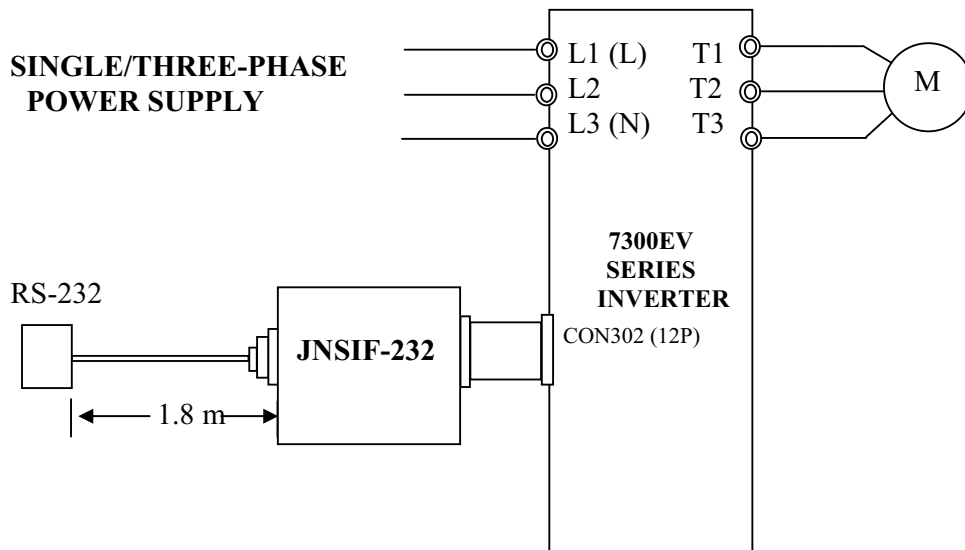 SINGLE/THREE-PHASE
POWER SUPPLY
L1 (L)
L2
L3 (N)
T1
T2
T3
M
7300EV
SERIES
INVERTER
CON302 (12P)
RS-232
JNSIF-232
1.8 m